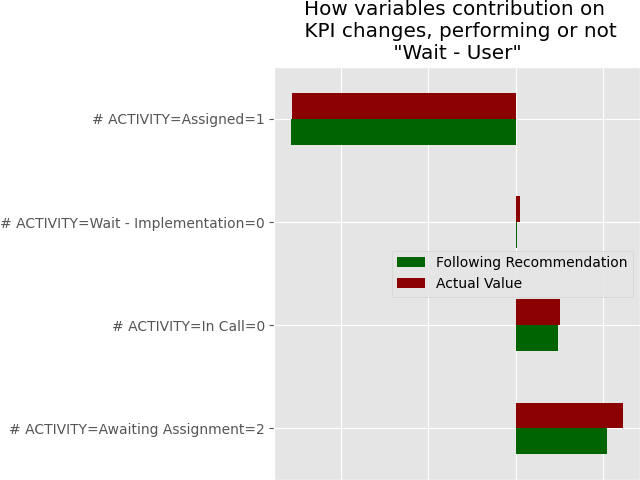 How variables contribution on
KPI changes, performing or not
"Wait - User"
# ACTIVITY=Assigned=1
# ACTIVITY=Wait - Implementation=0
Following Recommendation
Actual Value
# ACTIVITY=In Call=0
# ACTIVITY=Awaiting Assignment=2